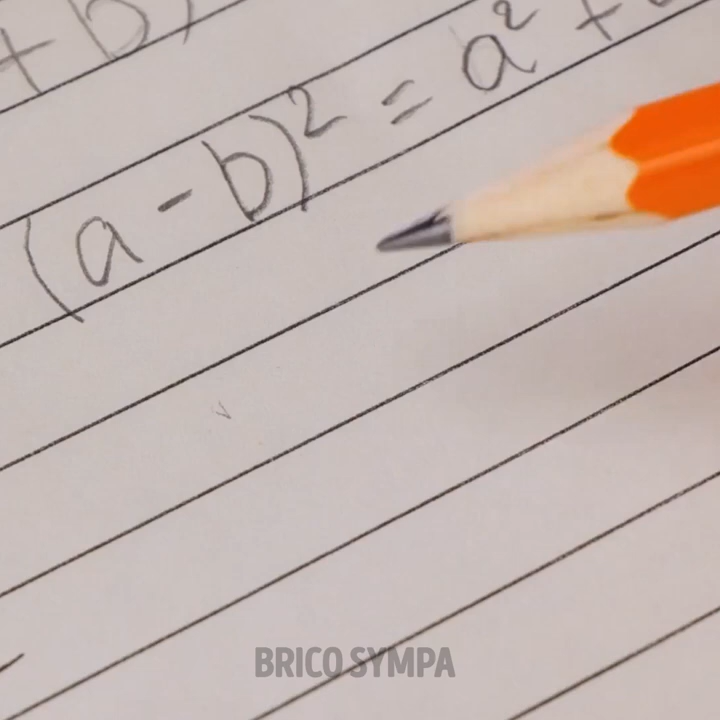 + b)
(a - b)² = a² +
BRICO SYMPA